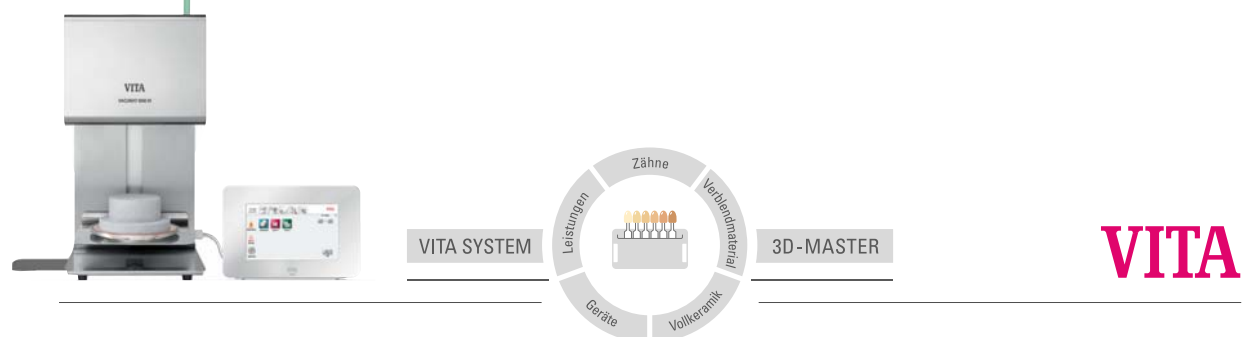 VITA
VITA SYSTEM
Zähne
Verblendmaterial
Vollkeramik
Geräte
Leistungen
3D-MASTER
VITA